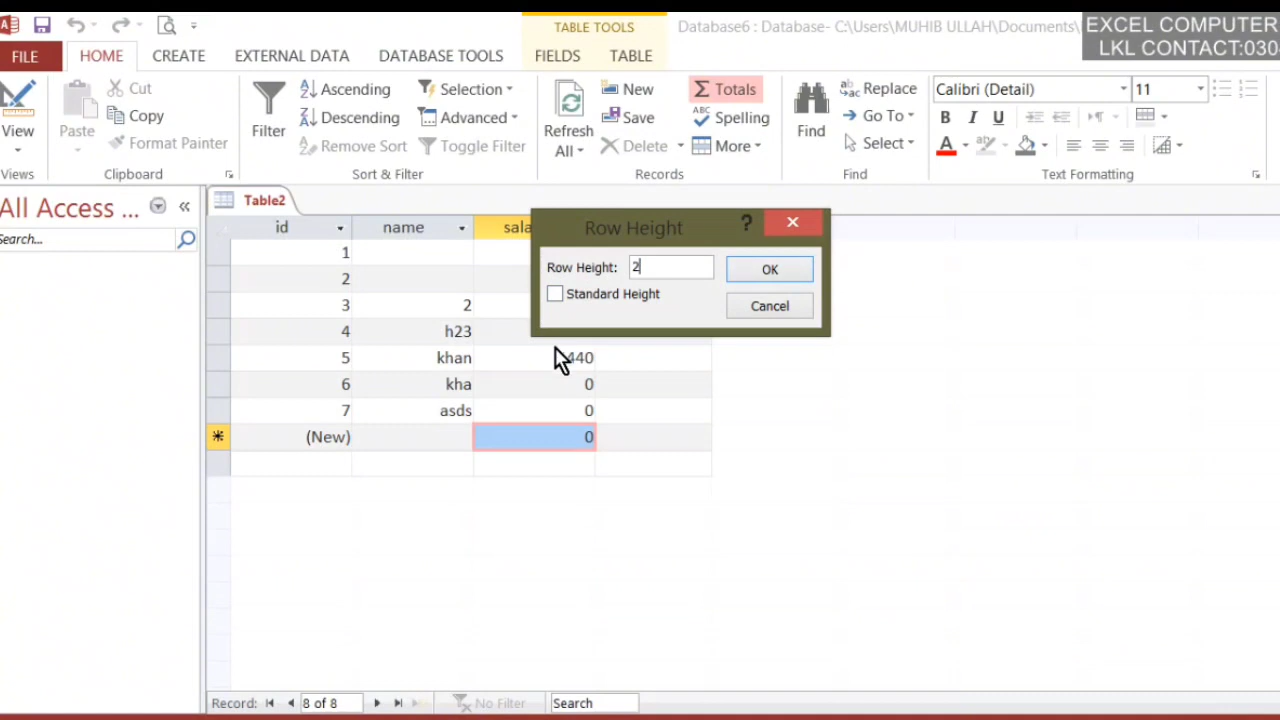 TABLE TOOLS
Database6 : Database- C:\Users\MUHIB ULLAH\Documents\
EXCEL COMPUTER
LKL CONTACT:030
FILE
HOME
CREATE
EXTERNAL DATA
DATABASE TOOLS
FIELDS
TABLE
View
Views
Paste
Cut
Copy
Format Painter
Clipboard
Filter
Ascending
Descending
Remove Sort
Selection
Advanced
Toggle Filter
Sort & Filter
Refresh
All
New
Save
Delete
Σ Totals
ABC Spelling
More
Records
Find
Replace
Go To
Select
Find
Calibri (Detail)
11
B I U
A
Text Formatting
All Access ...
Search...
Table2
id name sala
1
2
3 2
4 h23
5 khan 440
6 kha 0
7 asds 0
(New) 0
Row Height
?
Row Height: 2
Standard Height
OK
Cancel
Record: 8 of 8 No Filter Search